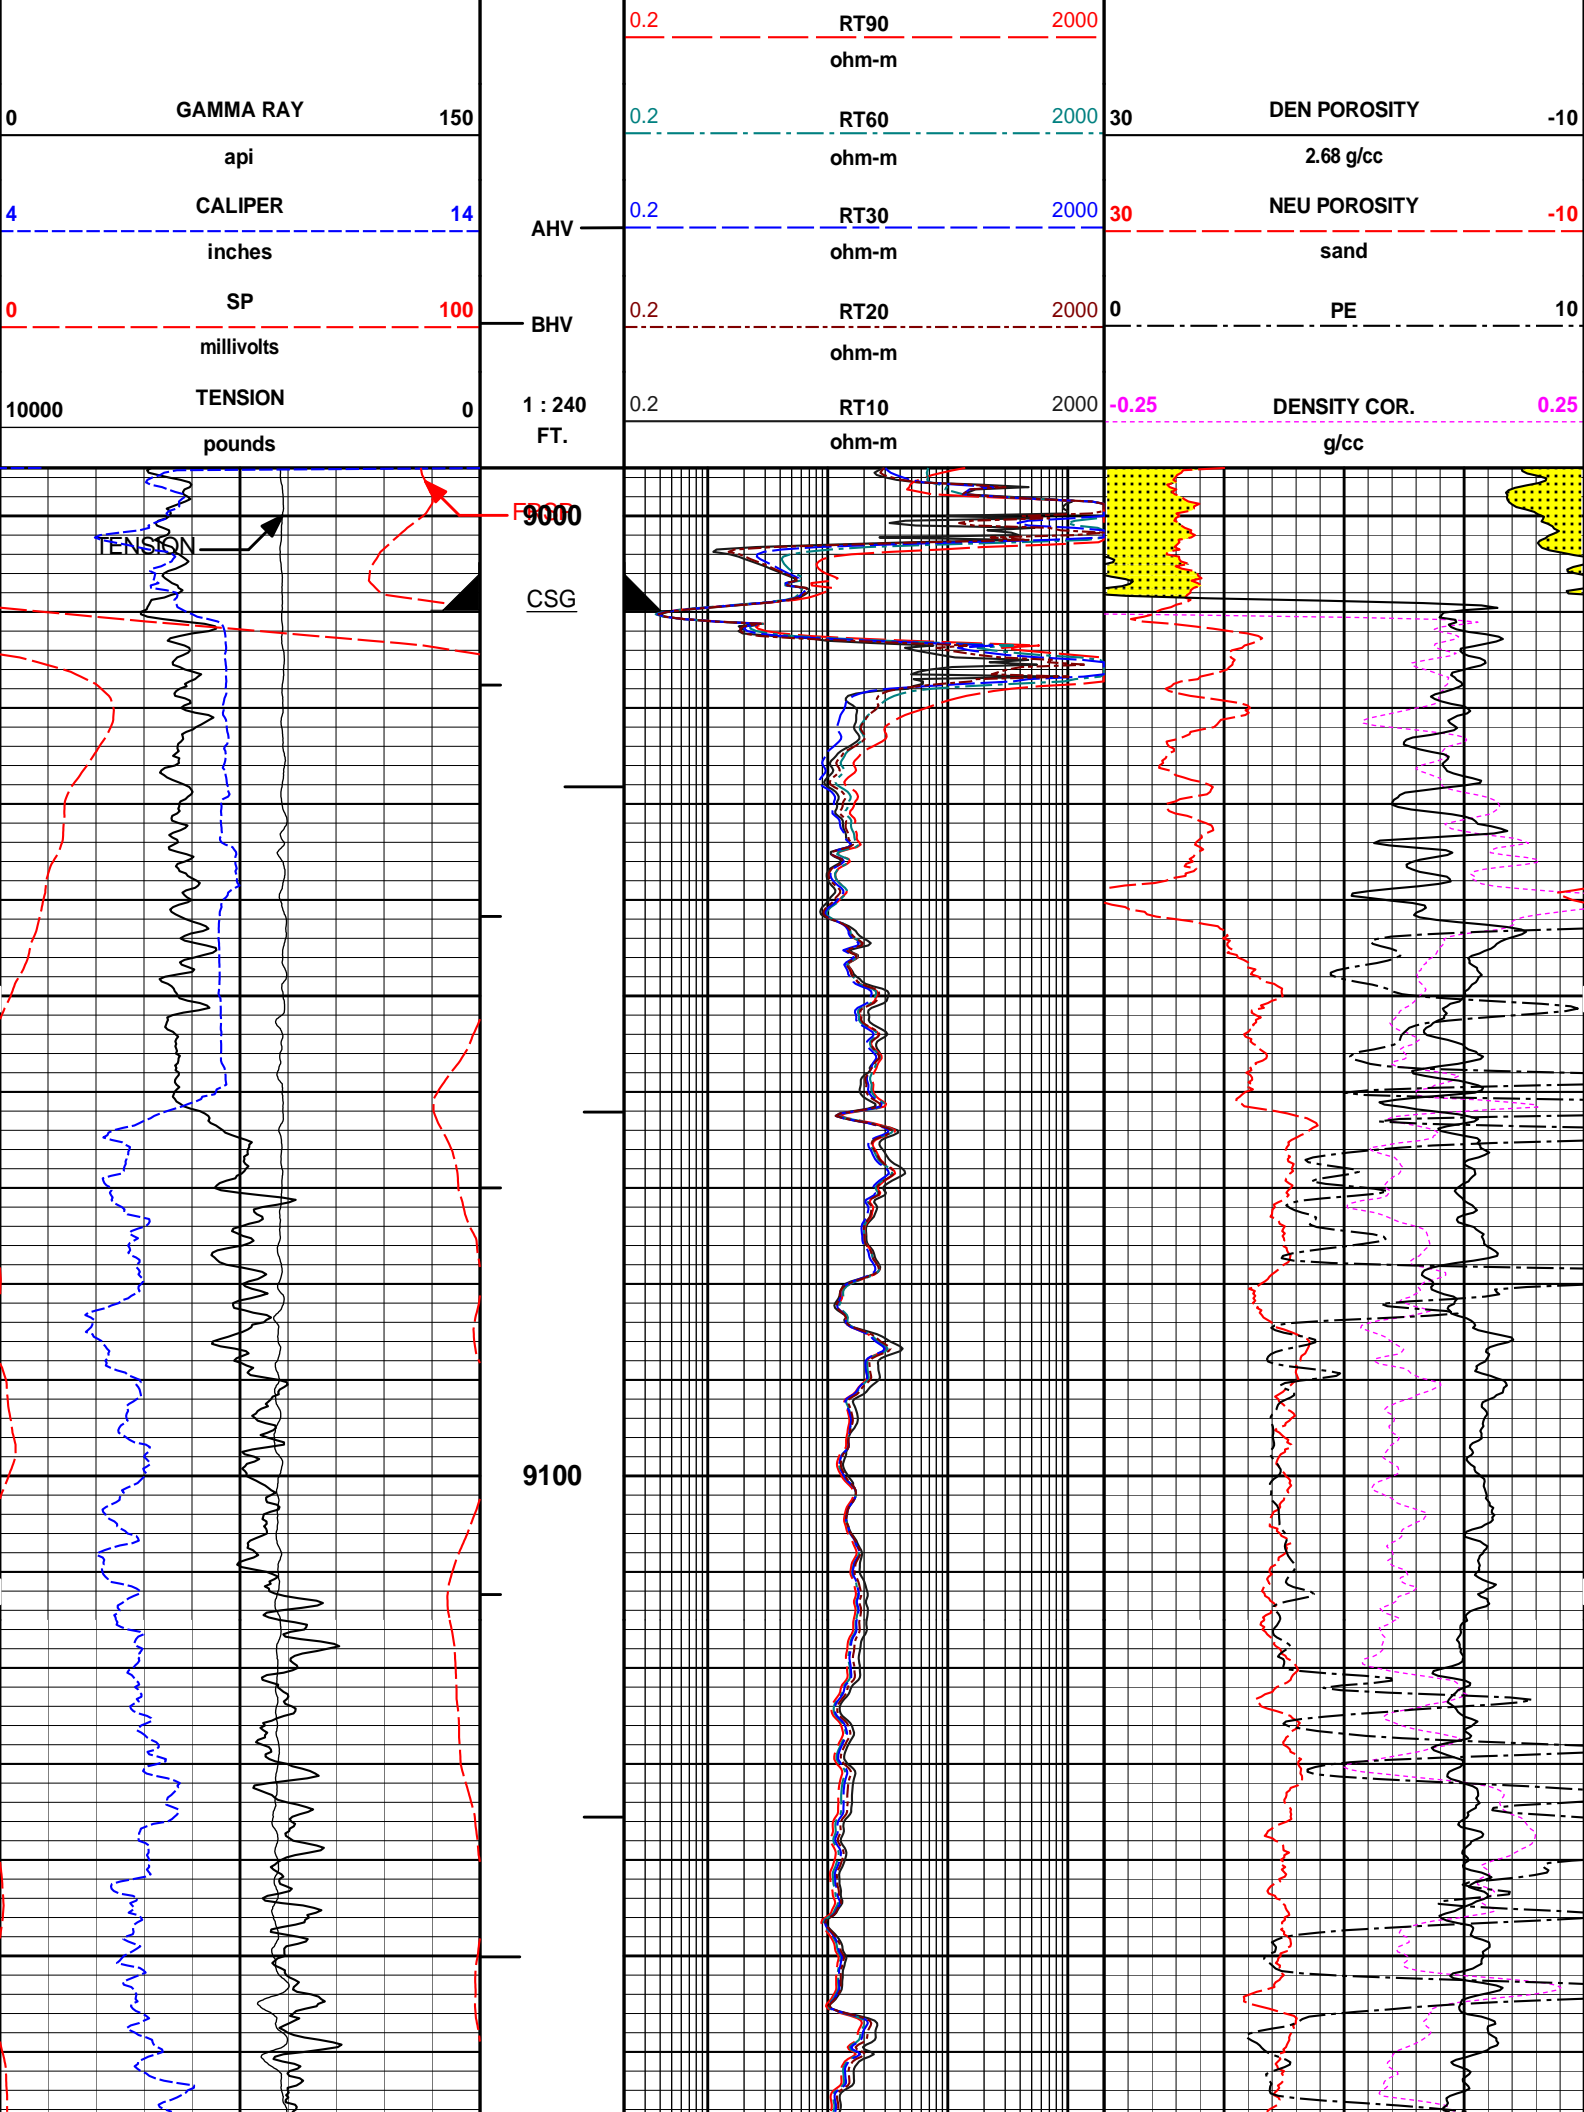 0 GAMMA RAY 150
api
4 CALIPER 14
inches
0 SP 100
millivolts
10000 TENSION 0
pounds
AHV
BHV
1 : 240
FT.
0.2 RT90 2000
ohm-m
0.2 RT60 2000
ohm-m
0.2 RT30 2000
ohm-m
0.2 RT20 2000
ohm-m
0.2 RT10 2000
ohm-m
30 DEN POROSITY -10
2.68 g/cc
30 NEU POROSITY -10
sand
0 PE 10
-0.25 DENSITY COR. 0.25
g/cc
9000
TENSION
CSG
9100